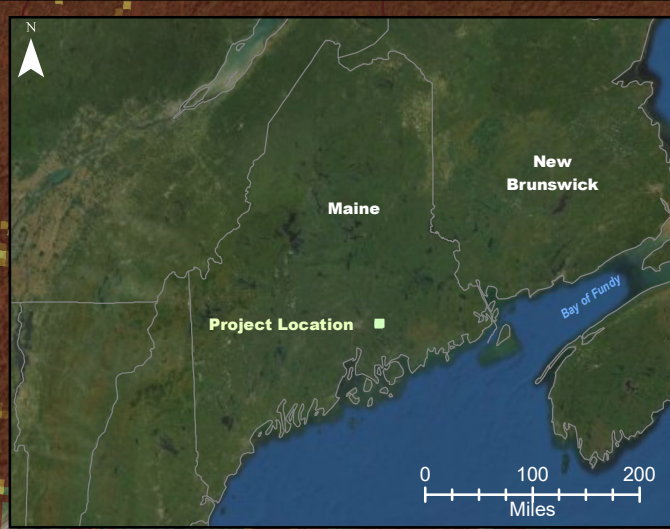 N
Maine
New
Brunswick
Project Location
Bay of Fundy
0 100 200
Miles